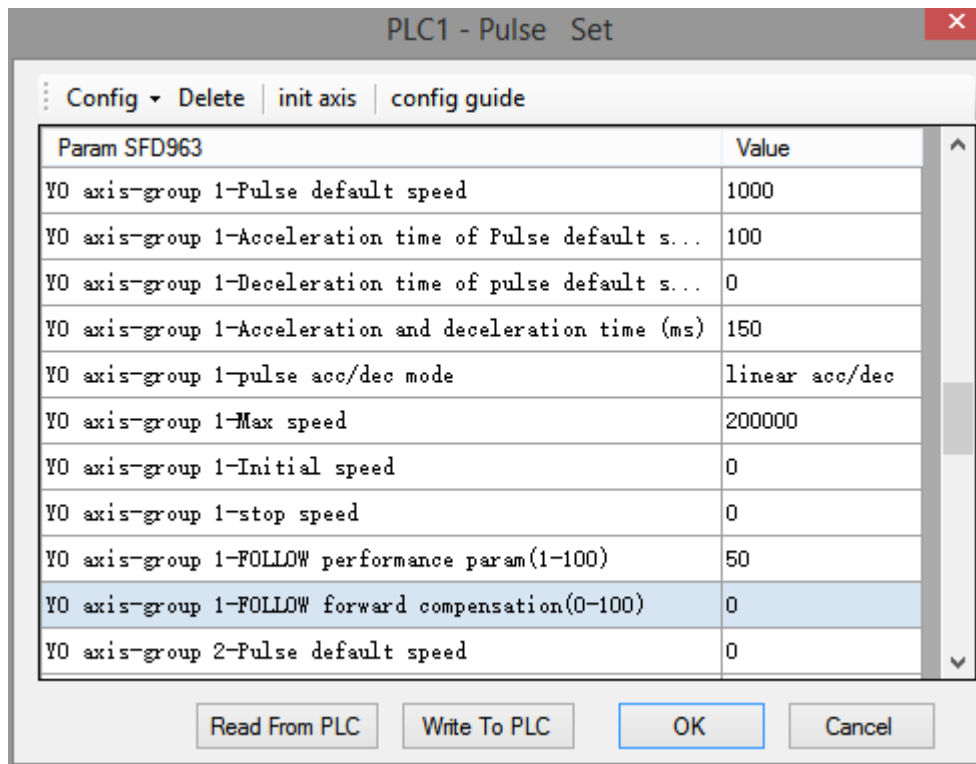 PLC1 - Pulse Set
Config Delete init axis config guide
Param SFD963 Value
Y0 axis-group 1-Pulse default speed 1000
Y0 axis-group 1-Acceleration time of Pulse default s... 100
Y0 axis-group 1-Deceleration time of pulse default s... 0
Y0 axis-group 1-Acceleration and deceleration time (ms) 150
Y0 axis-group 1-pulse acc/dec mode linear acc/dec
Y0 axis-group 1-Max speed 200000
Y0 axis-group 1-Initial speed 0
Y0 axis-group 1-stop speed 0
Y0 axis-group 1-FOLLOW performance param(1-100) 50
Y0 axis-group 1-FOLLOW forward compensation(0-100) 0
Y0 axis-group 2-Pulse default speed 0
Read From PLC Write To PLC OK Cancel